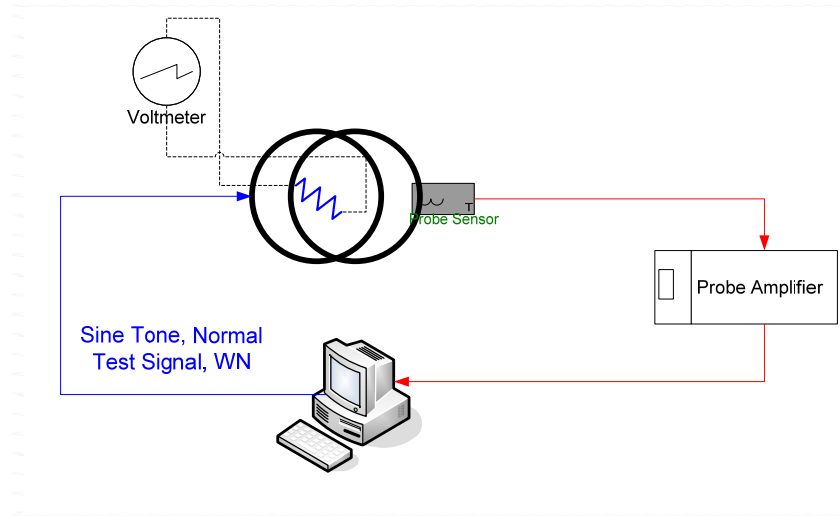 Voltmeter
T
Probe Sensor
Probe Amplifier
Sine Tone, Normal
Test Signal, WN